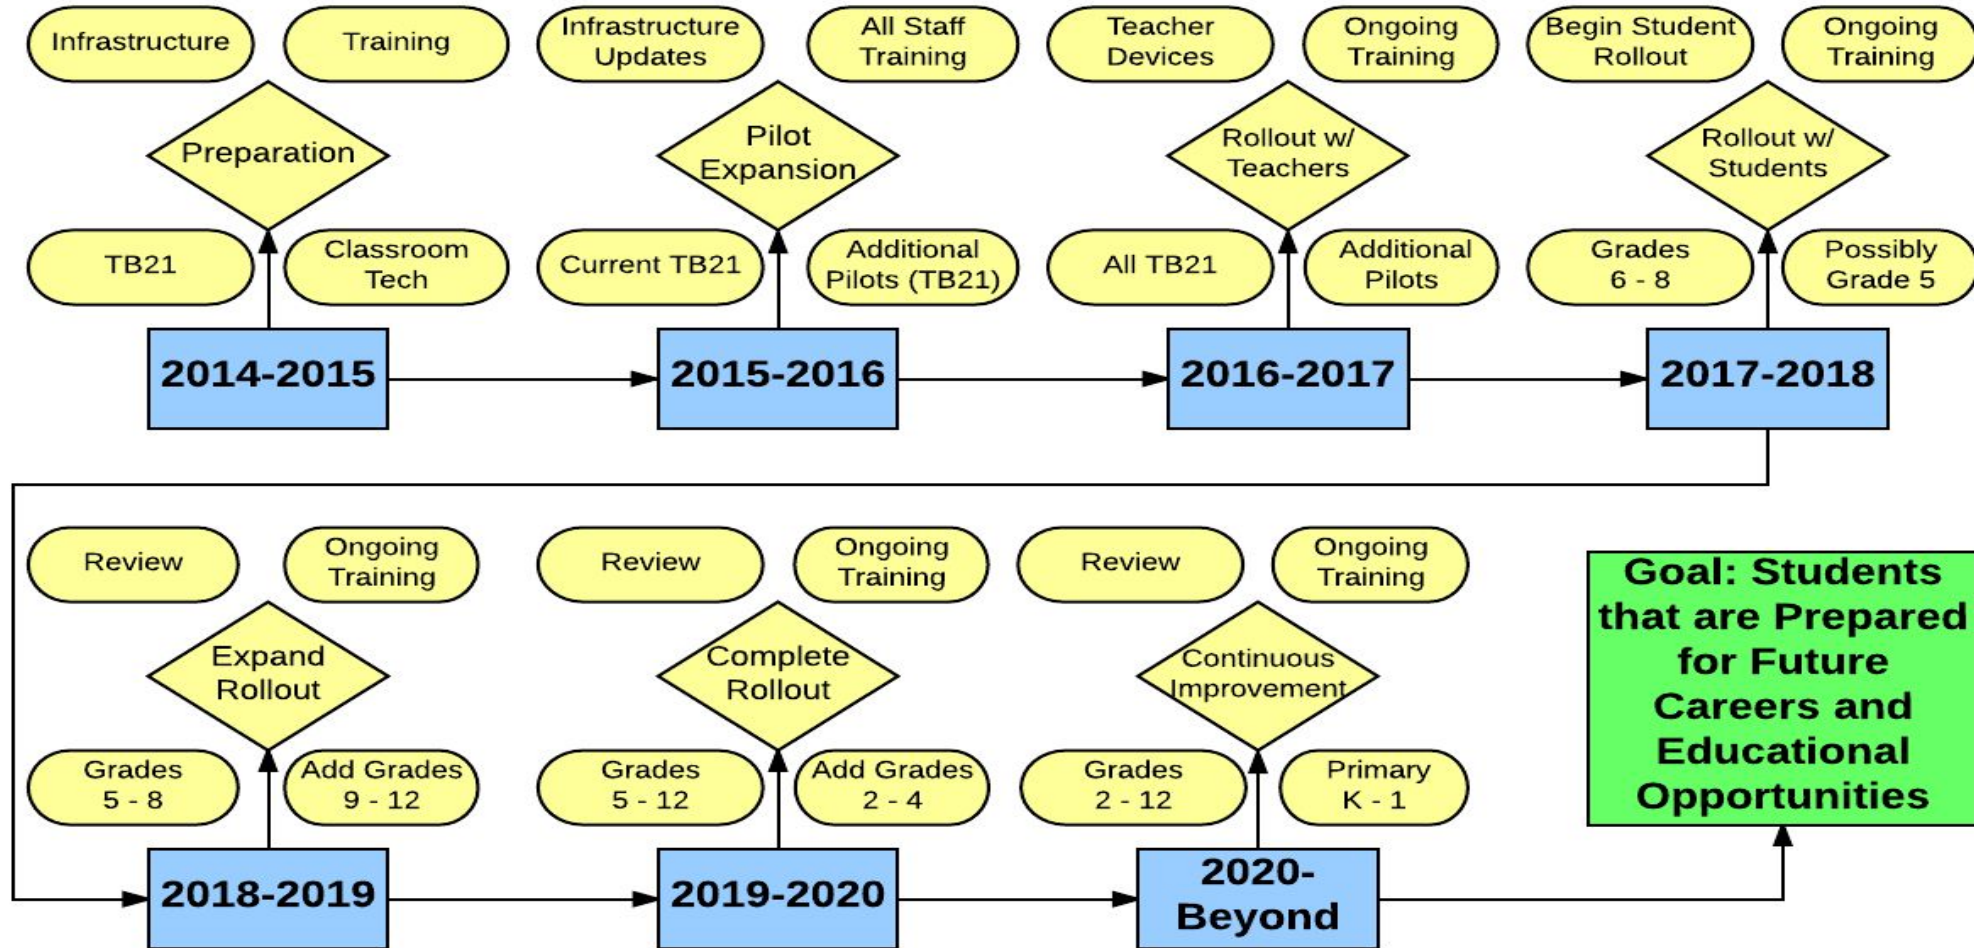 Infrastructure
Training
Infrastructure
Updates
All Staff
Training
Teacher
Devices
Ongoing
Training
Begin Student
Rollout
Ongoing
Training
Preparation
Pilot
Expansion
Rollout w/
Teachers
Rollout w/
Students
TB21
Classroom
Tech
Current TB21
Additional
Pilots (TB21)
All TB21
Additional
Pilots
Grades
6 - 8
Possibly
Grade 5
2014-2015
2015-2016
2016-2017
2017-2018
Review
Ongoing
Training
Review
Ongoing
Training
Review
Ongoing
Training
Expand
Rollout
Complete
Rollout
Continuous
Improvement
Grades
5 - 8
Add Grades
9 - 12
Grades
5 - 12
Add Grades
2 - 4
Grades
2 - 12
Primary
K - 1
2018-2019
2019-2020
2020-
Beyond
Goal: Students
that are Prepared
for Future
Careers and
Educational
Opportunities